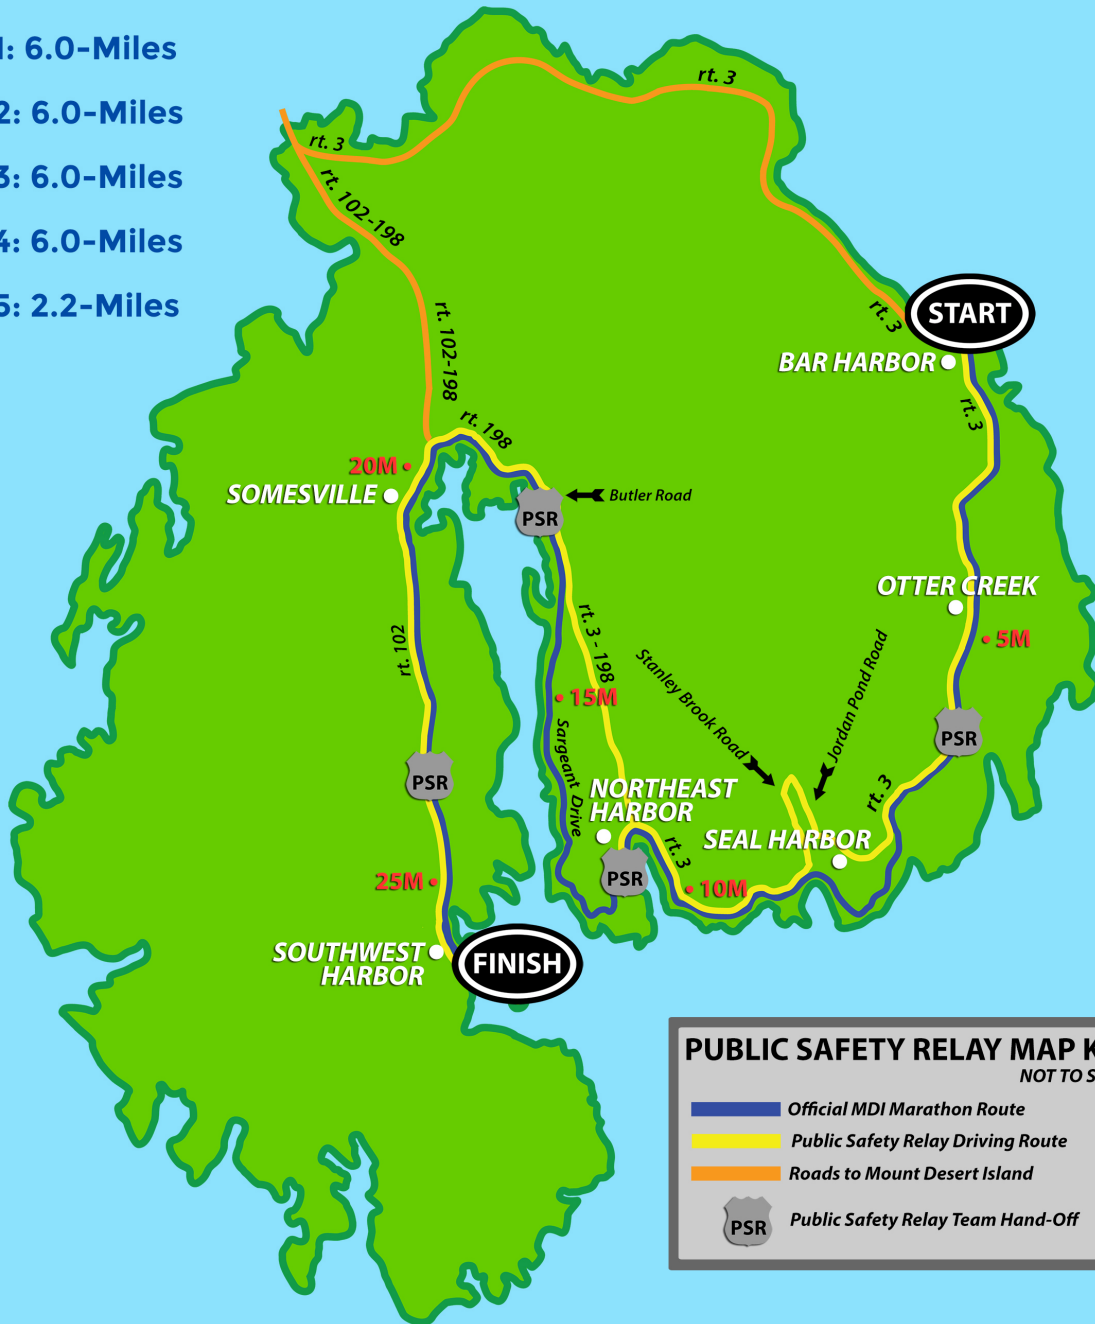 1: 6.0-Miles
2: 6.0-Miles
3: 6.0-Miles
4: 6.0-Miles
5: 2.2-Miles
rt. 3
rt. 3
rt. 102-198
rt. 3
START
BAR HARBOR
rt. 102-198
rt. 3
rt. 198
20M
SOMESVILLE
Butler Road
PSR
OTTER CREEK
5M
rt. 102
rt. 3 - 198
Stanley Brook Road
Jordan Pond Road
15M
Sargeant Drive
PSR
PSR
NORTHEAST
HARBOR
rt. 3
SEAL HARBOR
rt. 3
PSR
25M
10M
SOUTHWEST
HARBOR
FINISH
PUBLIC SAFETY RELAY MAP
NOT TO
Official MDI Marathon Route
Public Safety Relay Driving Route
Roads to Mount Desert Island
PSR
Public Safety Relay Team Hand-Off